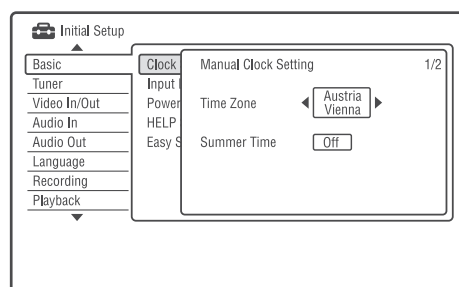 Initial Setup
Basic
Tuner
Video In/Out
Audio In
Audio Out
Language
Recording
Playback
Clock
Input
Power
HELP
Easy S
Manual Clock Setting 1/2
Time Zone Austria
Vienna
Summer Time Off